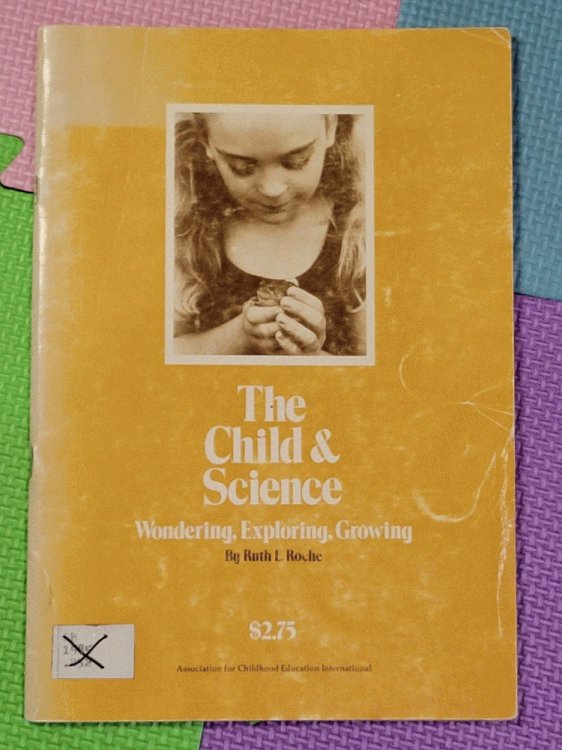 The
Child &
Science
Wondering, Exploring, Growing
By Ruth L. Roche
$2.75
Association for Childhood Education International